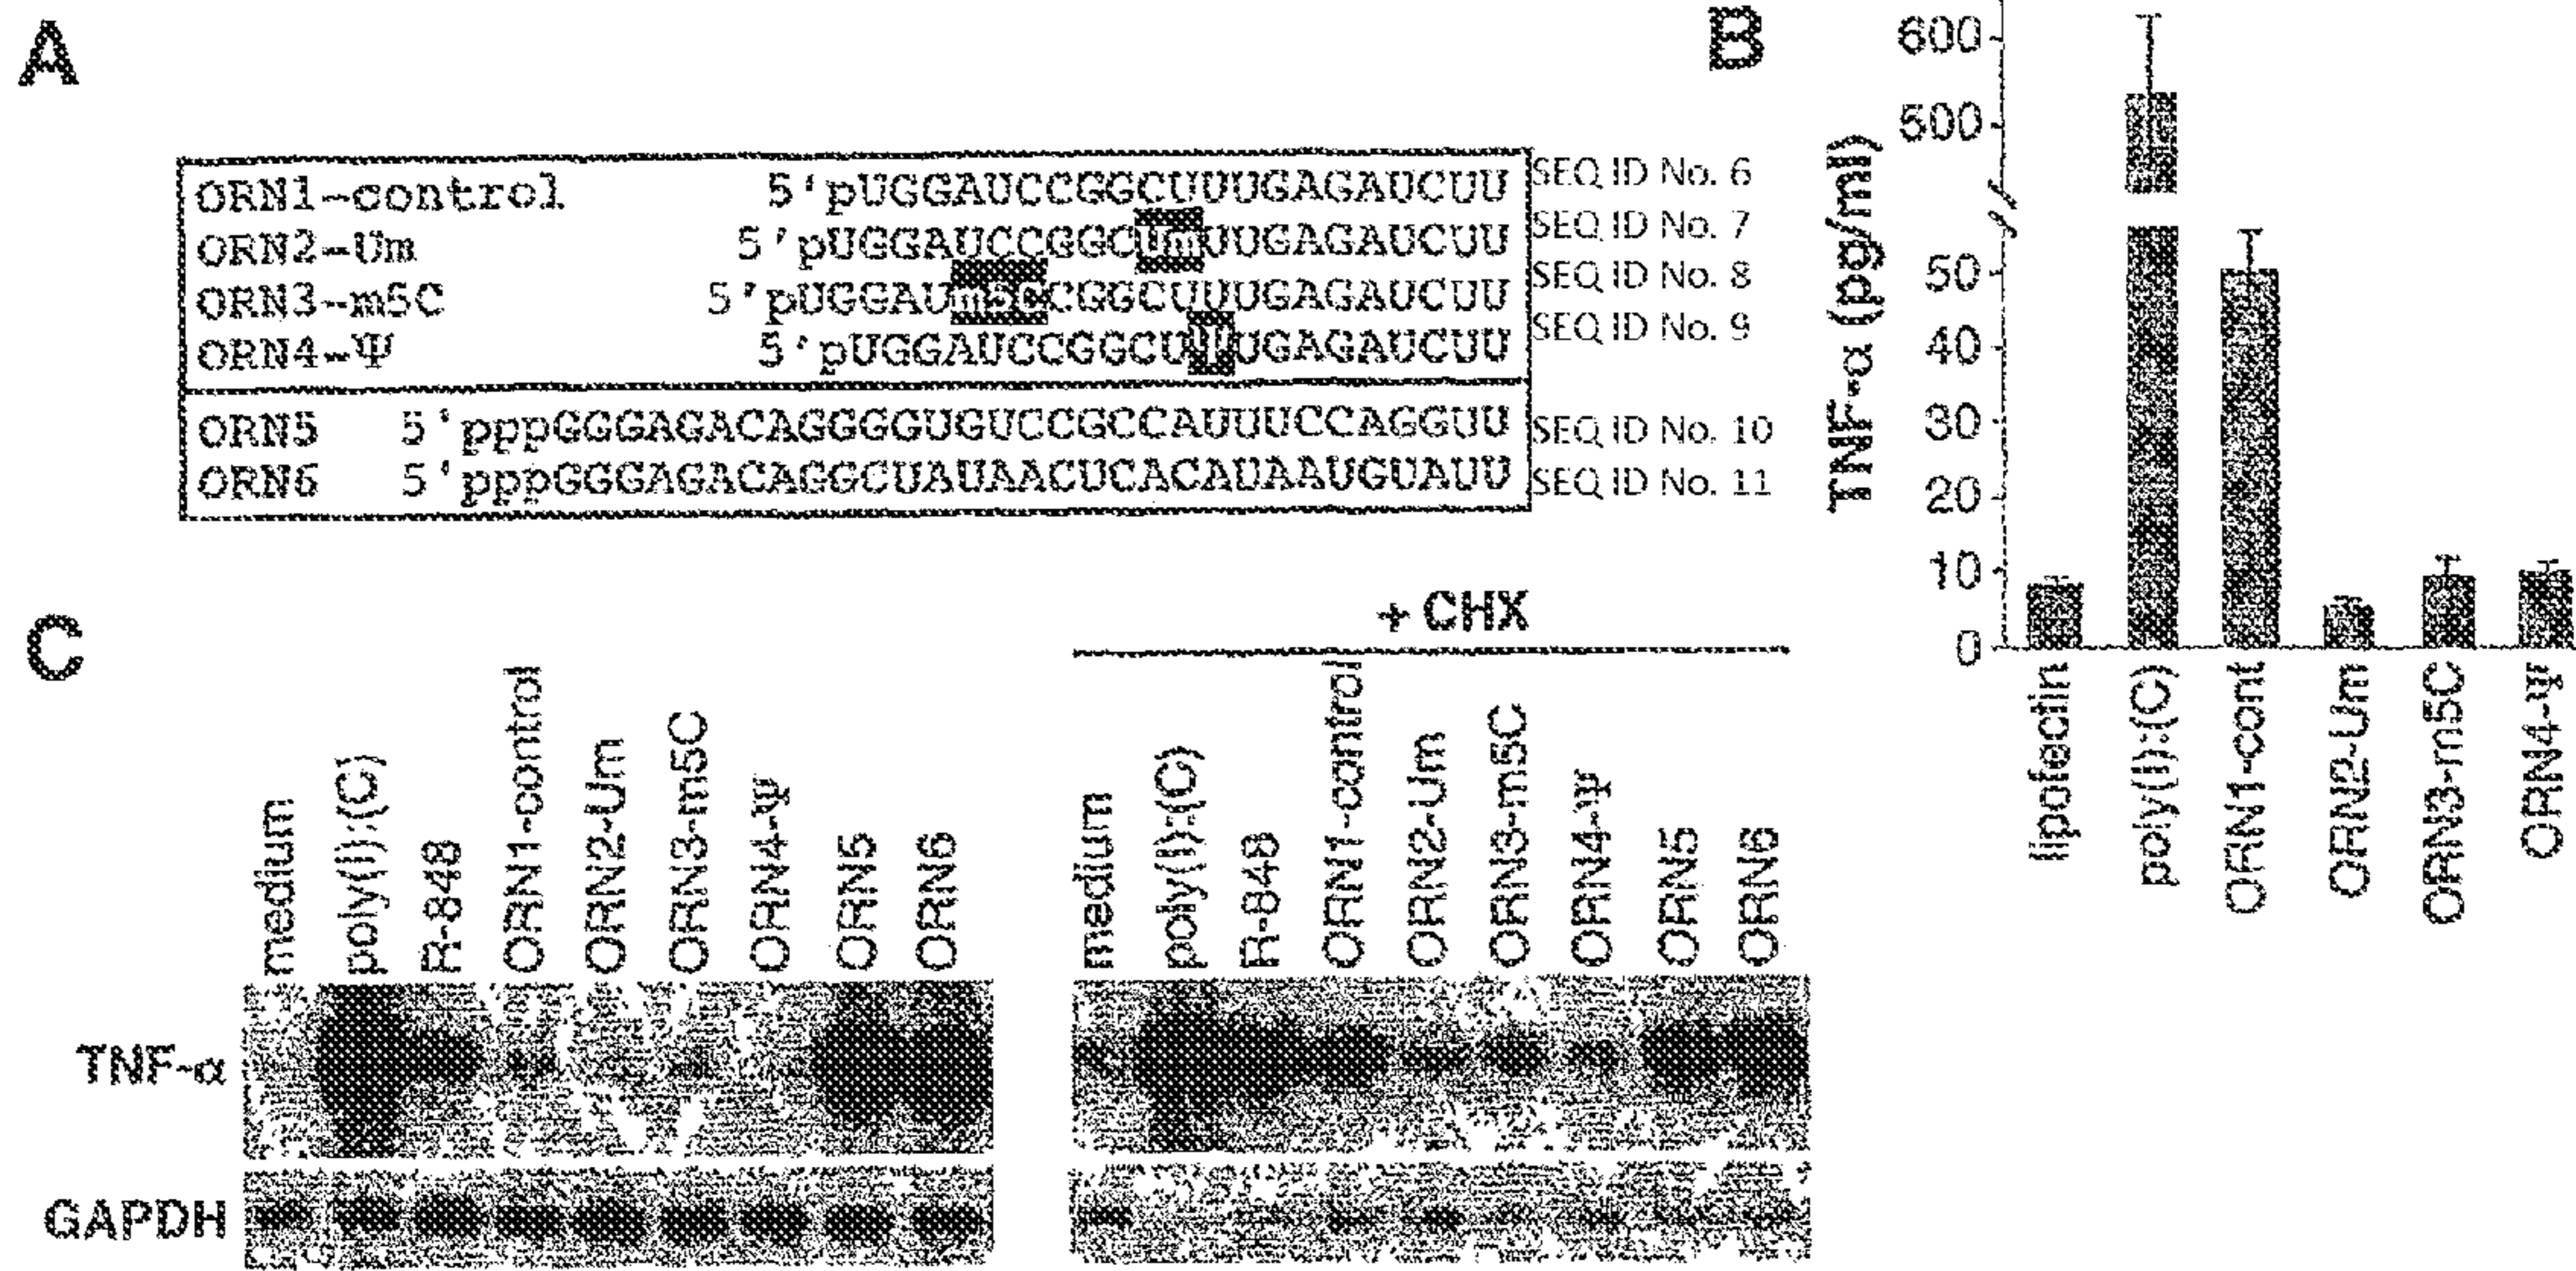 A
ORN1-control 5'pUGGAUCCGGCUUUGAGAUCUU SEQ ID No. 6
ORN2-Um 5'pUGGAUCCGGCUmUUGAGAUCUU SEQ ID No. 7
ORN3-m5C 5'pUGGAUm5CCGGCUUUGAGAUCUU SEQ ID No. 8
ORN4-Ψ 5'pUGGAUCCGGCUΨUGAGAUCUU SEQ ID No. 9
ORN5 5'pppGGGAGACAGGGGUGUCCGCCAUUUCCAGGUU SEQ ID No. 10
ORN6 5'pppGGGAGACAGGCUAUAACUCACAUAAUGUAUU SEQ ID No. 11
B
TNF-α (pg/ml)
600
500
50
40
30
20
10
0
lipofectin
poly(I):(C)
ORN1-cont
ORN2-Um
ORN3-m5C
ORN4-Ψ
C
medium
poly(I):(C)
R-848
ORN1-control
ORN2-Um
ORN3-m5C
ORN4-Ψ
ORN5
ORN6
+ CHX
medium
poly(I):(C)
R-848
ORN1-control
ORN2-Um
ORN3-m5C
ORN4-Ψ
ORN5
ORN6
TNF-α
GAPDH